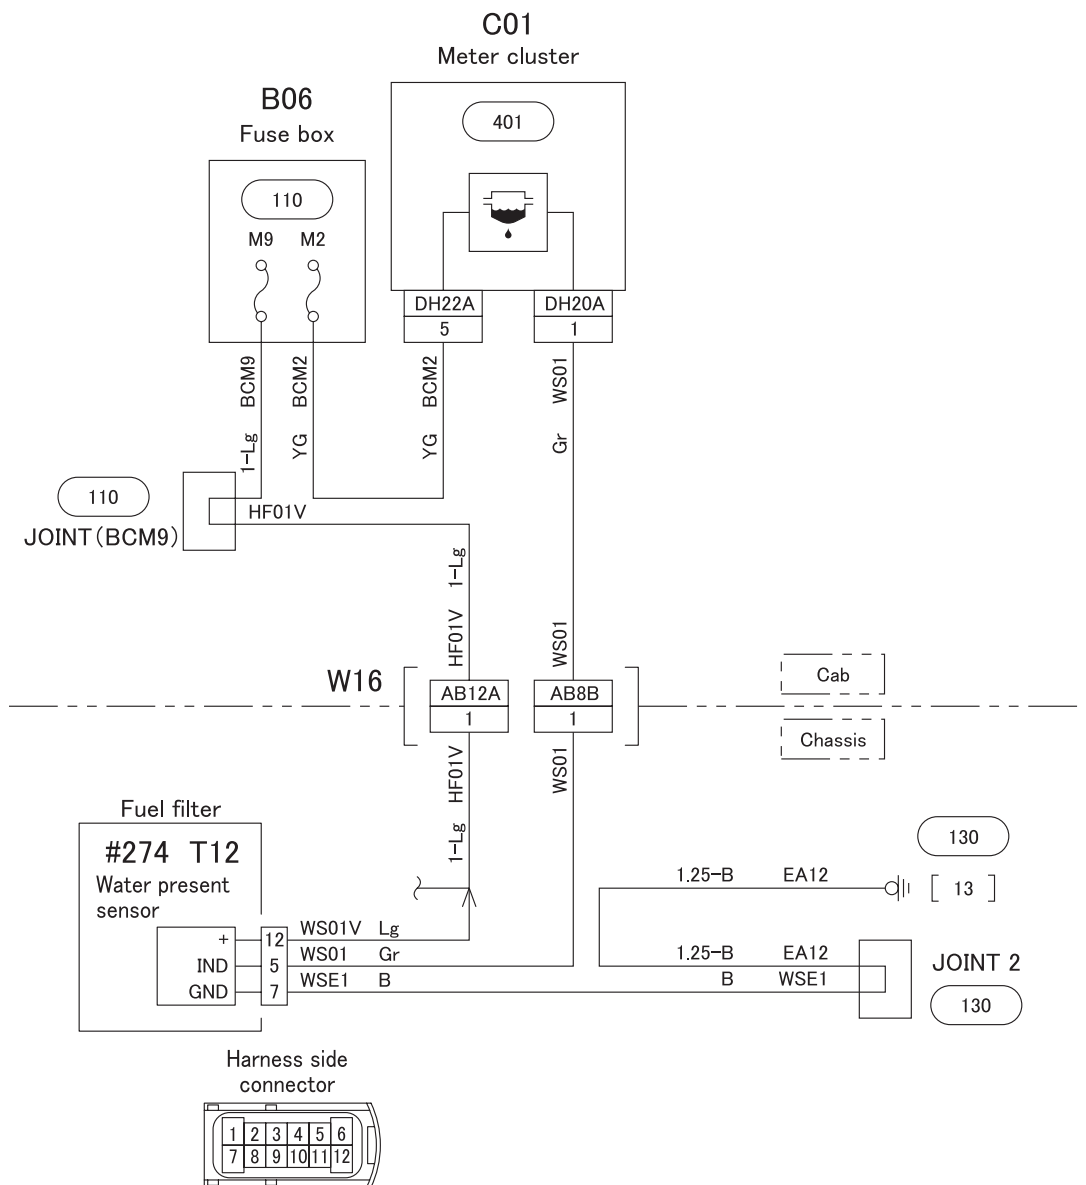 C01
Meter cluster
401
B06
Fuse box
110
M9 M2
DH22A
5
DH20A
1
BCM9
1-Lg
BCM2
YG
BCM2
YG
WS01
Gr
110
JOINT(BCM9)
HF01V
1-Lg
HF01V
WS01
W16
AB12A
1
AB8B
1
Cab
Chassis
HF01V
1-Lg
WS01
Fuel filter
#274 T12
Water present
sensor
+ 12 WS01V Lg
IND 5 WS01 Gr
GND 7 WSE1 B
130
1.25-B EA12
[ 13 ]
1.25-B EA12
B WSE1
JOINT 2
130
Harness side
connector
1 2 3 4 5 6
7 8 9 10 11 12